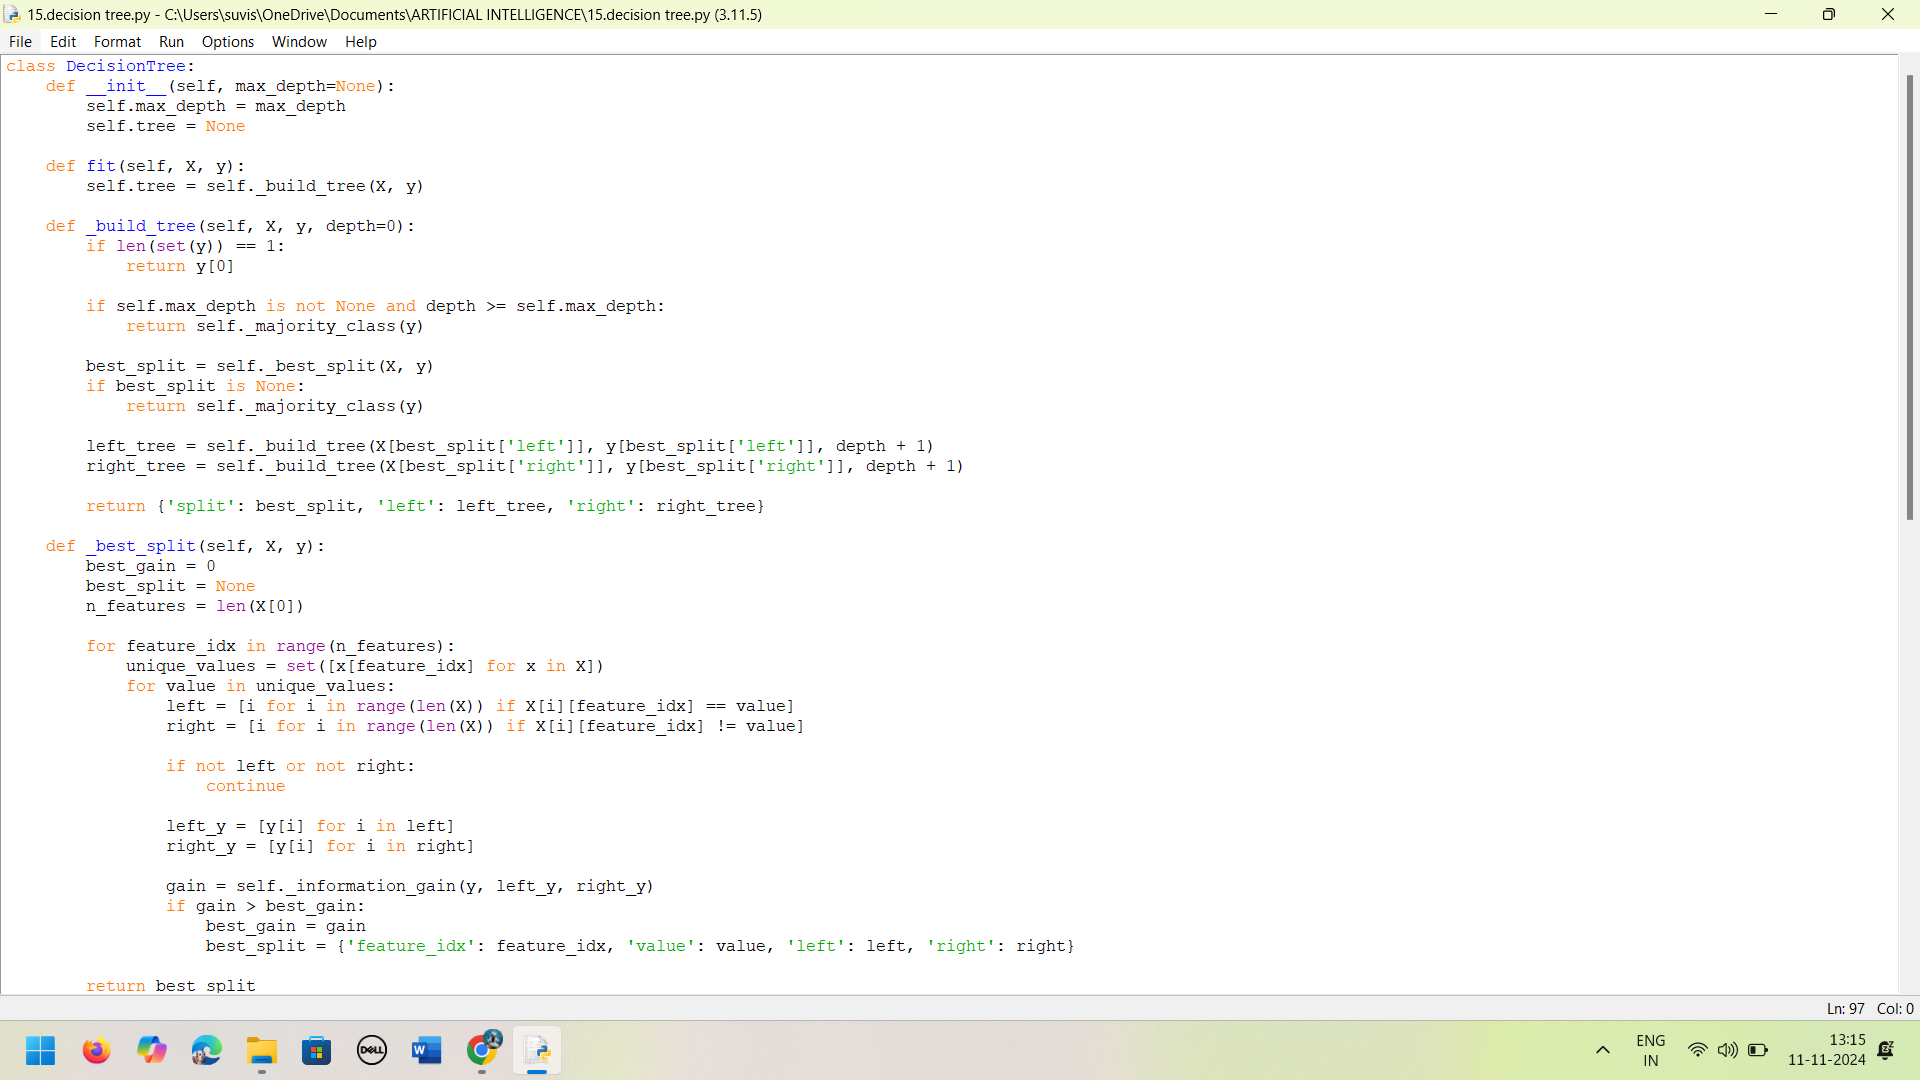 15.decision tree.py - C:\Users\suvis\OneDrive\Documents\ARTIFICIAL INTELLIGENCE\15.decision tree.py (3.11.5)
File Edit Format Run Options Window Help
class DecisionTree:
    def __init__(self, max_depth=None):
        self.max_depth = max_depth
        self.tree = None

    def fit(self, X, y):
        self.tree = self._build_tree(X, y)

    def _build_tree(self, X, y, depth=0):
        if len(set(y)) == 1:
            return y[0]

        if self.max_depth is not None and depth >= self.max_depth:
            return self._majority_class(y)

        best_split = self._best_split(X, y)
        if best_split is None:
            return self._majority_class(y)

        left_tree = self._build_tree(X[best_split['left']], y[best_split['left']], depth + 1)
        right_tree = self._build_tree(X[best_split['right']], y[best_split['right']], depth + 1)

        return {'split': best_split, 'left': left_tree, 'right': right_tree}

    def _best_split(self, X, y):
        best_gain = 0
        best_split = None
        n_features = len(X[0])

        for feature_idx in range(n_features):
            unique_values = set([x[feature_idx] for x in X])
            for value in unique_values:
                left = [i for i in range(len(X)) if X[i][feature_idx] == value]
                right = [i for i in range(len(X)) if X[i][feature_idx] != value]

                if not left or not right:
                    continue

                left_y = [y[i] for i in left]
                right_y = [y[i] for i in right]

                gain = self._information_gain(y, left_y, right_y)
                if gain > best_gain:
                    best_gain = gain
                    best_split = {'feature_idx': feature_idx, 'value': value, 'left': left, 'right': right}

        return best_split
Ln: 97 Col: 0
DELL
W
ENG
IN
13:15
11-11-2024